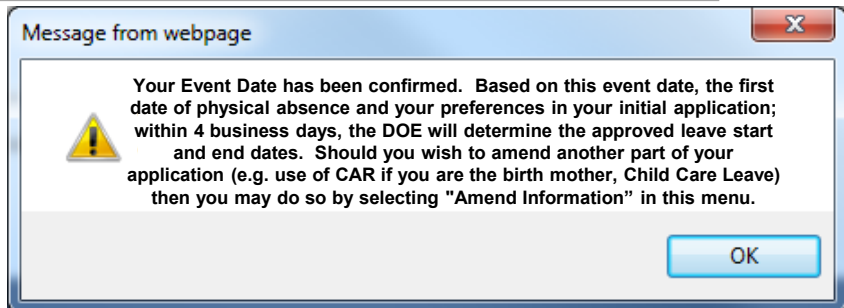 Message from webpage
Your Event Date has been confirmed.  Based on this event date, the first
date of physical absence and your preferences in your initial application;
within 4 business days, the DOE will determine the approved leave start
and end dates.  Should you wish to amend another part of your
application (e.g. use of CAR if you are the birth mother, Child Care Leave)
then you may do so by selecting "Amend Information” in this menu.
OK